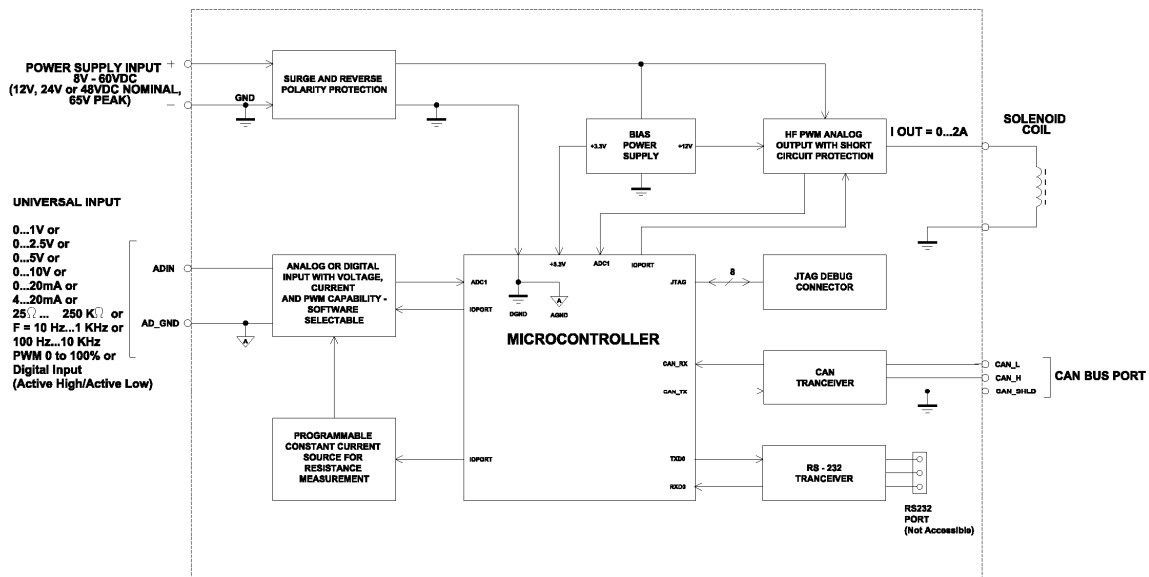 POWER SUPPLY INPUT
8V - 60VDC
(12V, 24V or 48VDC NOMINAL,
65V PEAK)
+
−
GND
SURGE AND REVERSE
POLARITY PROTECTION
BIAS
POWER
SUPPLY
+3.3V
+12V
HF PWM ANALOG
OUTPUT WITH SHORT
CIRCUIT PROTECTION
I OUT = 0...2A
SOLENOID
COIL
UNIVERSAL INPUT
0...1V or
0...2.5V or
0...5V or
0...10V or
0...20mA or
4...20mA or
25Ω ... 250 KΩ or
F = 10 Hz...1 KHz or
100 Hz...10 KHz
PWM 0 to 100% or
Digital Input
(Active High/Active Low)
ADIN
AD_GND
A
ANALOG OR DIGITAL
INPUT WITH VOLTAGE,
CURRENT
AND PWM CAPABILITY -
SOFTWARE
SELECTABLE
PROGRAMMABLE
CONSTANT CURRENT
SOURCE FOR
RESISTANCE
MEASUREMENT
+3.3V
ADC1
IOPORT
ADC1
IOPORT
DGND
A
AGND
MICROCONTROLLER
IOPORT
JTAG
8
JTAG DEBUG
CONNECTOR
CAN_RX
CAN_TX
CAN
TRANCEIVER
CAN_L
CAN_H
CAN_SHLD
CAN BUS PORT
TXD0
RXD0
RS - 232
TRANCEIVER
RS232
PORT
(Not Accessible)